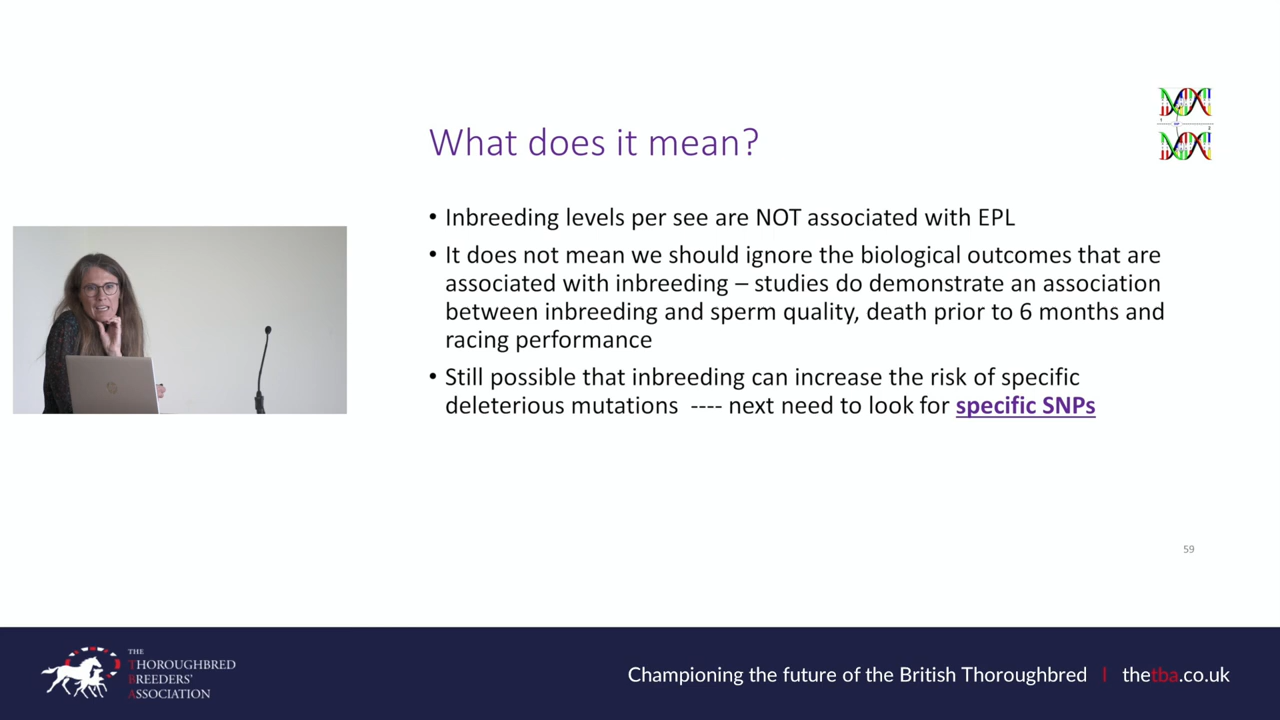 What does it mean?
• Inbreeding levels per see are NOT associated with EPL
• It does not mean we should ignore the biological outcomes that are
associated with inbreeding – studies do demonstrate an association
between inbreeding and sperm quality, death prior to 6 months and
racing performance
• Still possible that inbreeding can increase the risk of specific
deleterious mutations ---- next need to look for specific SNPs
59
THE
THOROUGHBRED
BREEDERS'
ASSOCIATION
Championing the future of the British Thoroughbred | thetba.co.uk